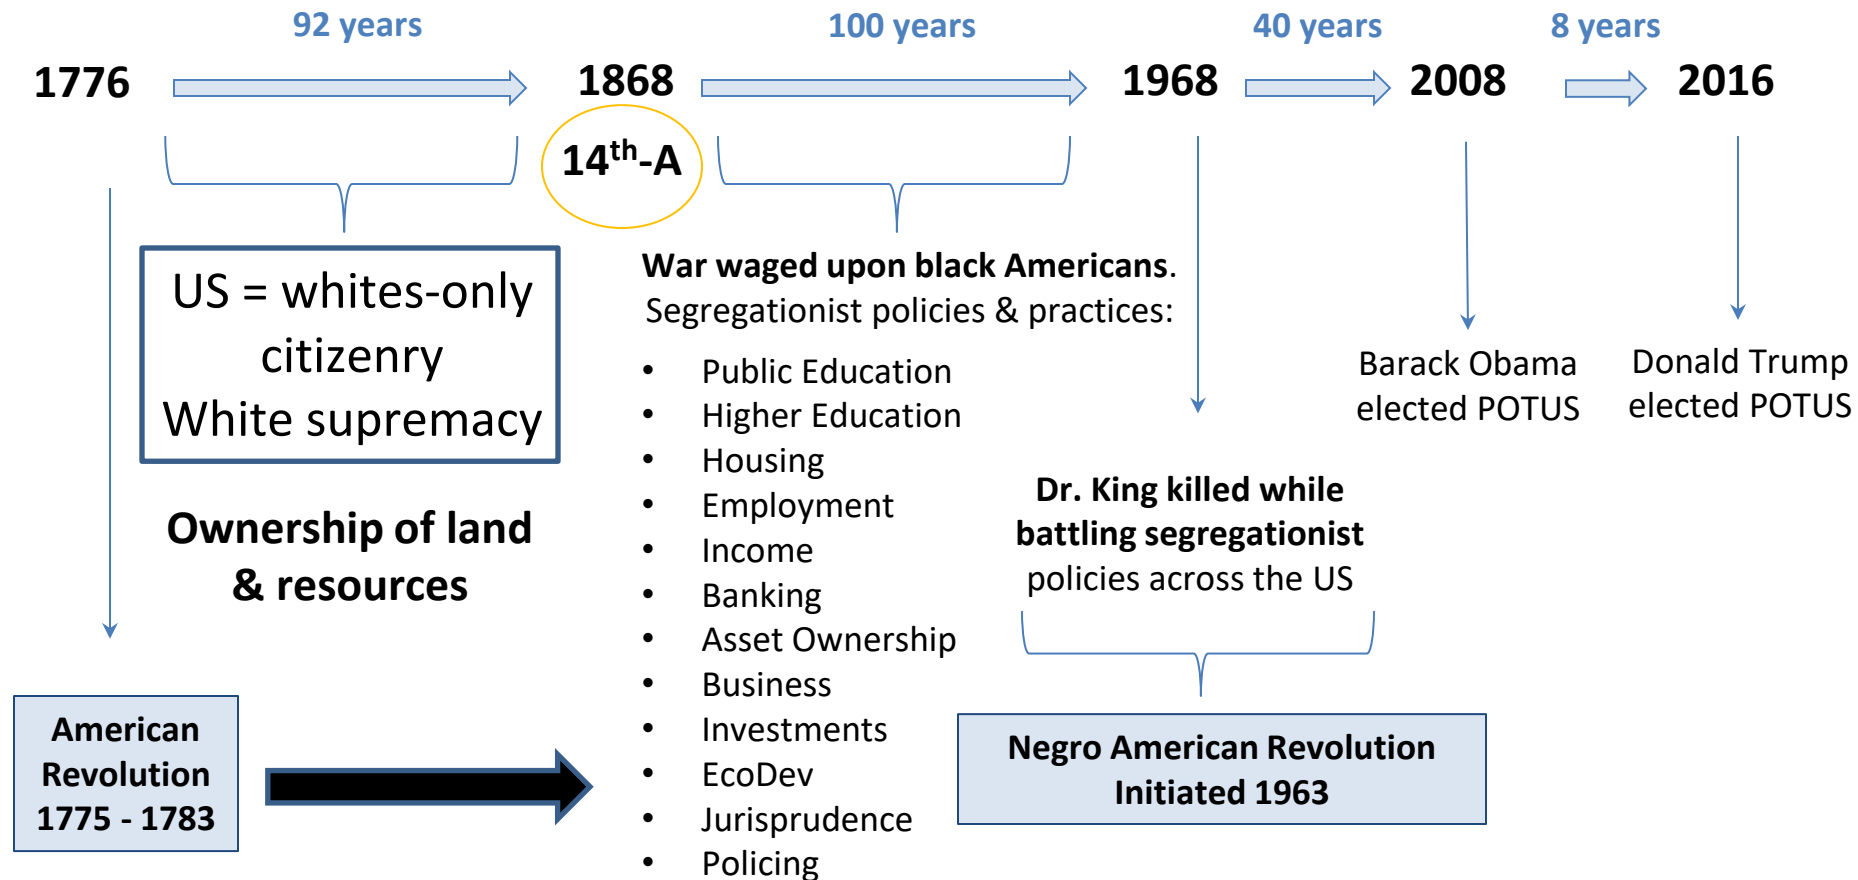 92 years
100 years
40 years
8 years
1776
1868
1968
2008
2016
14th-A
US = whites-only
citizenry
White supremacy
Ownership of land
& resources
American
Revolution
1775 - 1783
War waged upon black Americans.
Segregationist policies & practices:
• Public Education
• Higher Education
• Housing
• Employment
• Income
• Banking
• Asset Ownership
• Business
• Investments
• EcoDev
• Jurisprudence
• Policing
Dr. King killed while
battling segregationist
policies across the US
Negro American Revolution
Initiated 1963
Barack Obama
elected POTUS
Donald Trump
elected POTUS